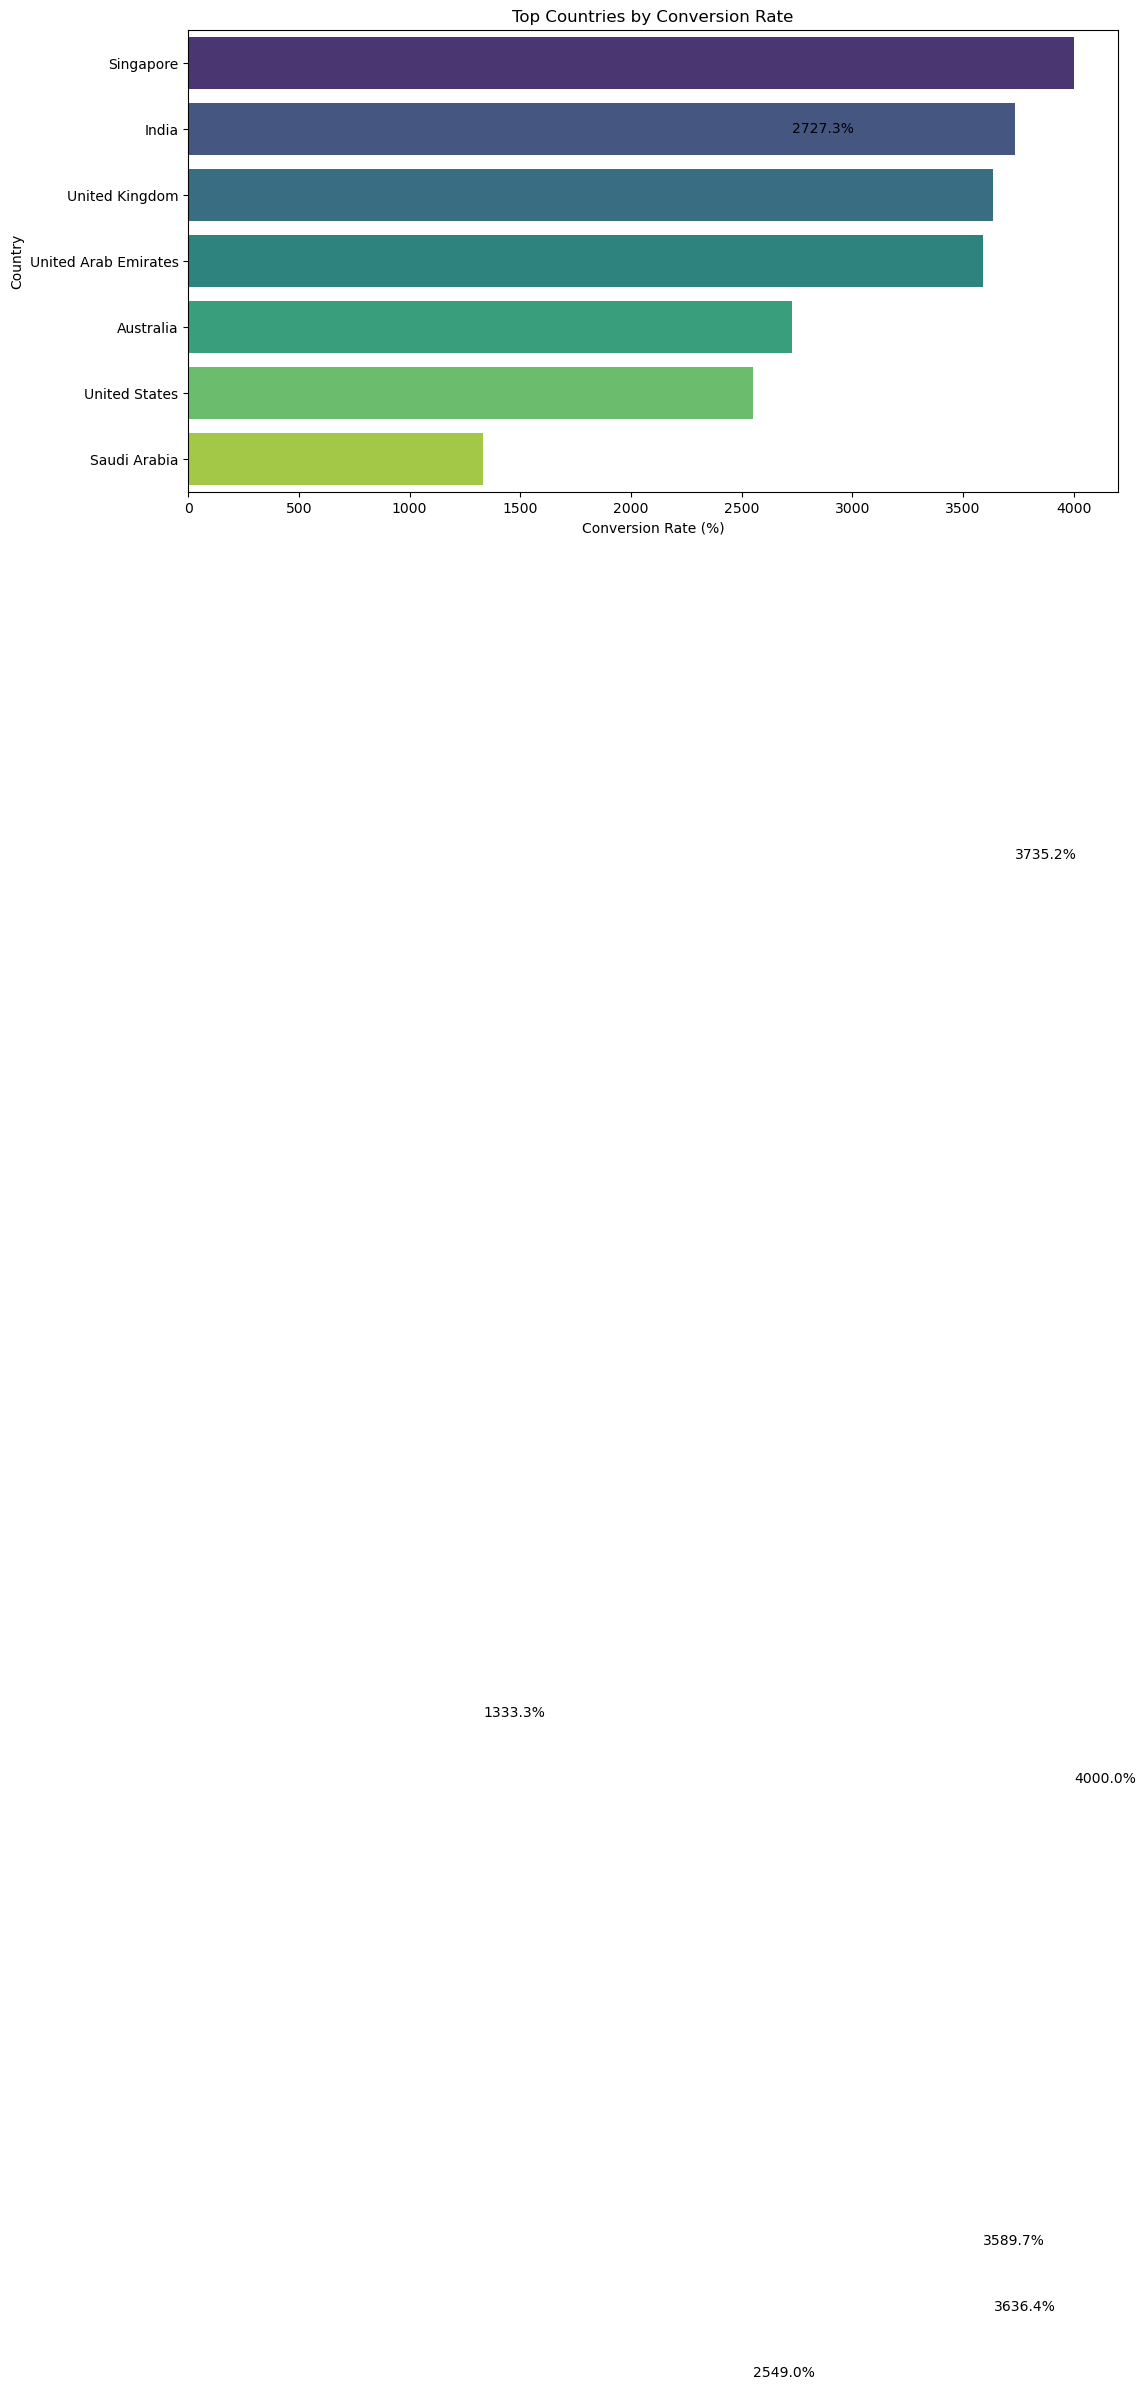 Top Countries by Conversion Rate
Singapore
India
2727.3%
United Kingdom
United Arab Emirates
Country
Australia
United States
Saudi Arabia
0 500 1000 1500 2000 2500 3000 3500 4000
Conversion Rate (%)
3735.2%
1333.3%
4000.0%
3589.7%
3636.4%
2549.0%